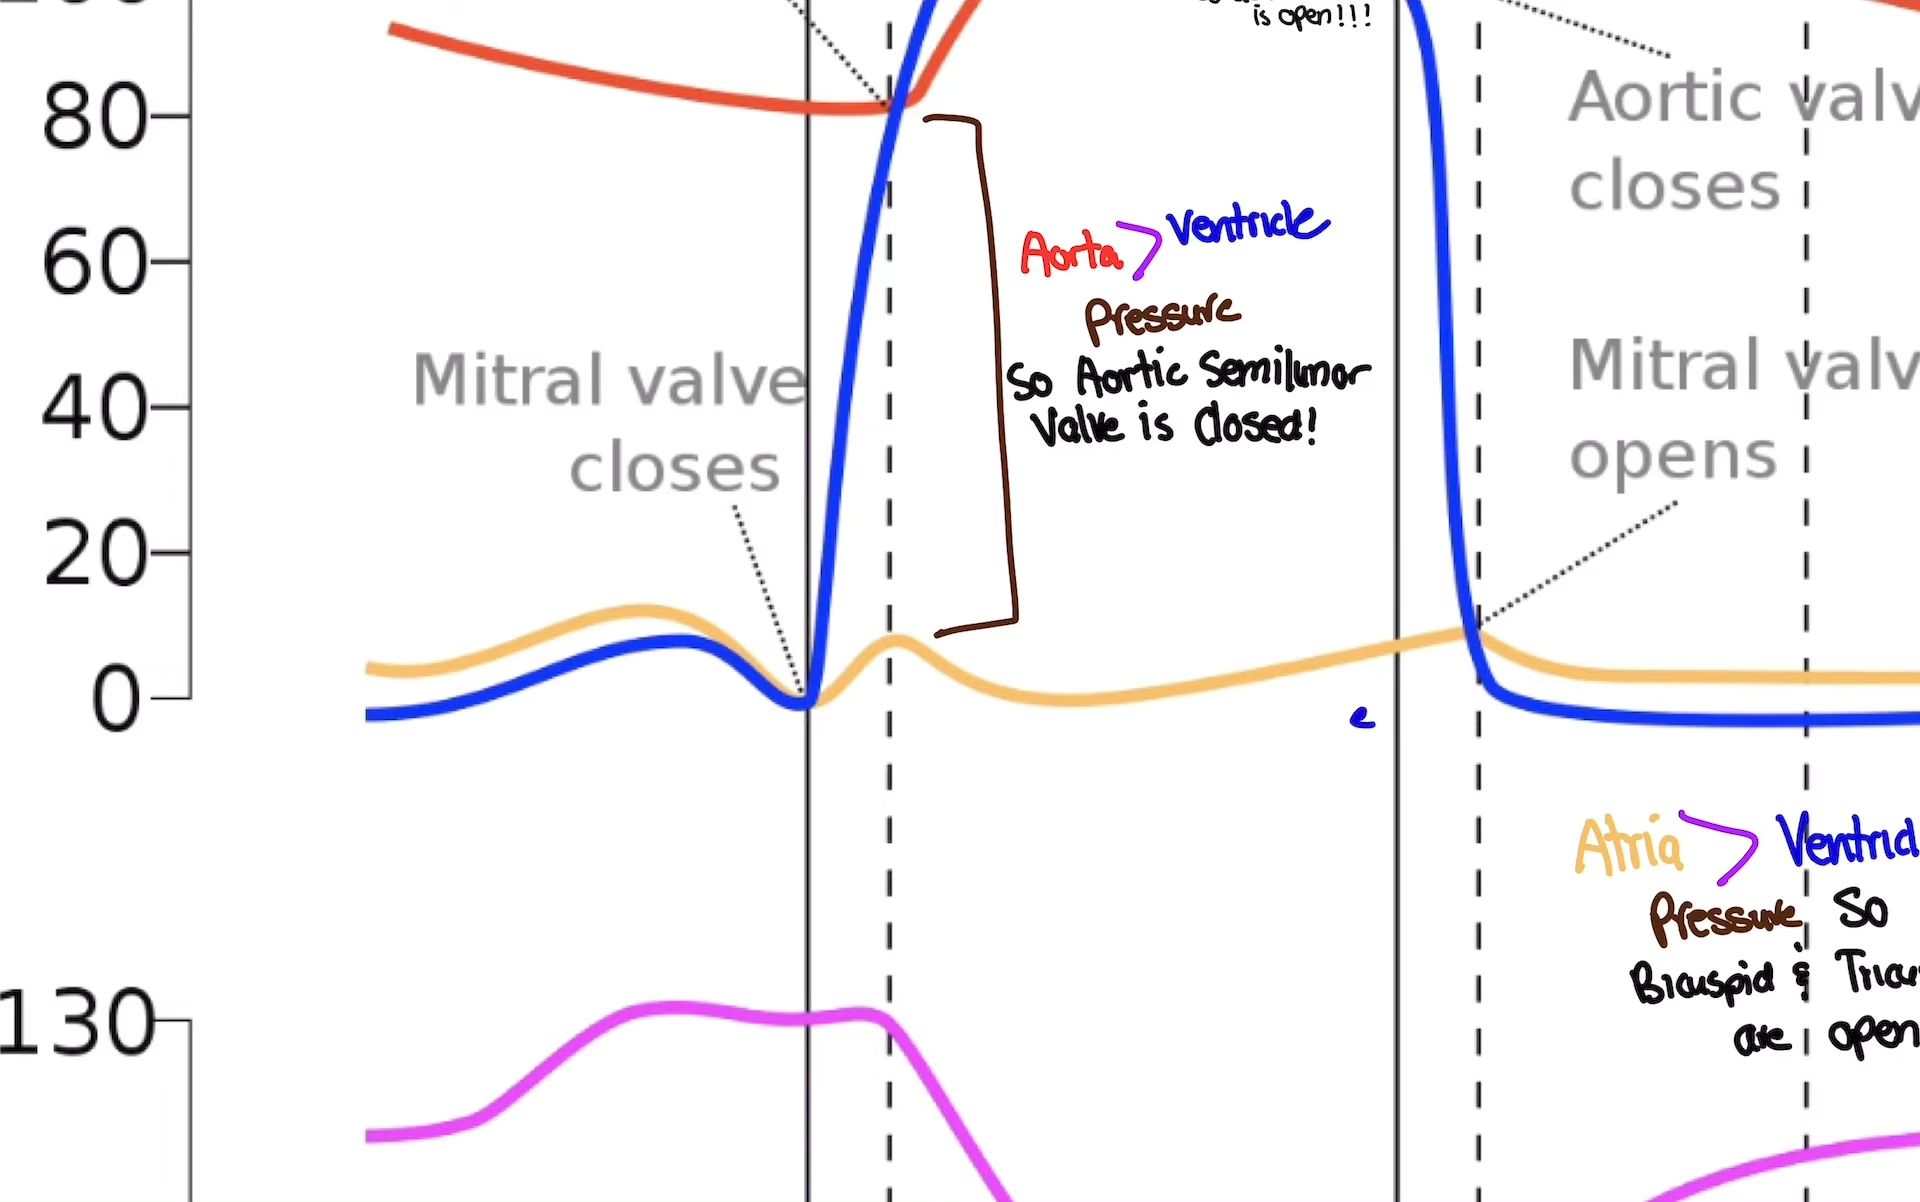 is open!!!
80
Aortic valv
closes
60
Aorta > Ventricle
Pressure
So Aortic Semilunar
Valve is Closed!
Mitral valve
closes
40
Mitral valv
opens
20
0
e
Atria > Ventricl
Pressure So
Bicuspid & Tricu
are open
130